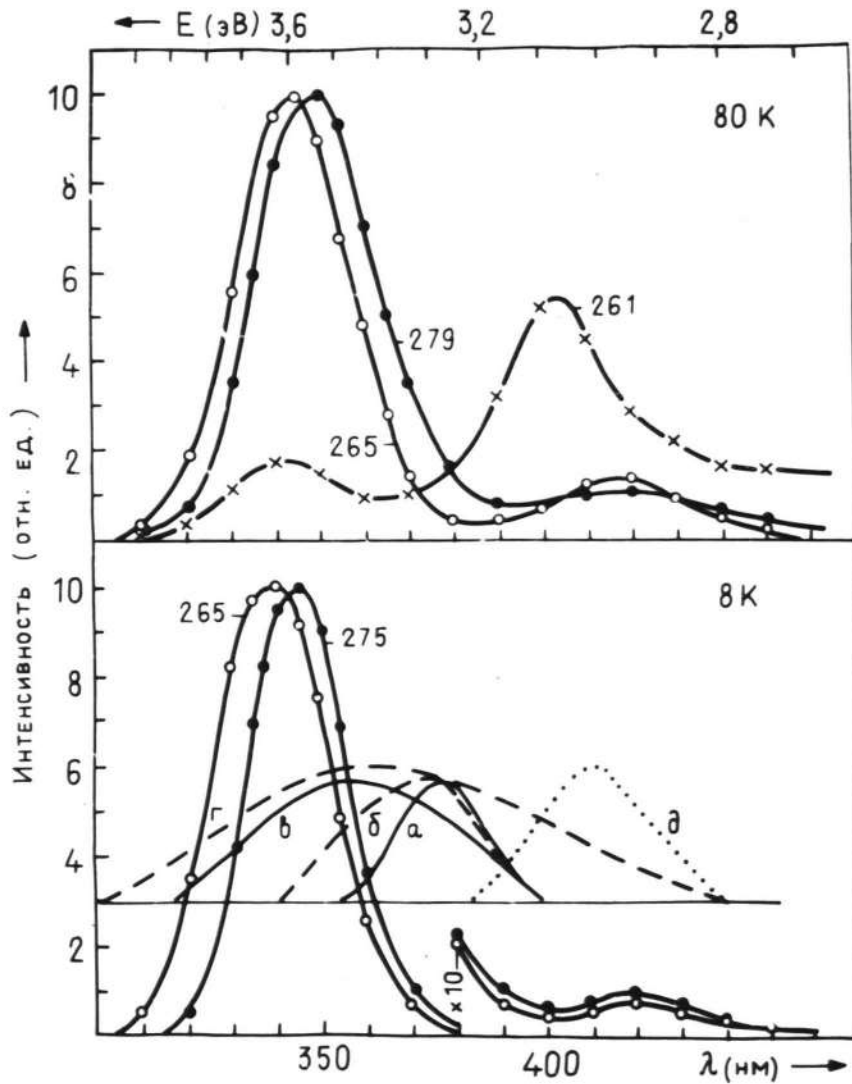 ← E (эВ) 3,6 3,2 2,8
80 K
10
8
6
4
2
261
279
265
Интенсивность (отн. ед.) →
8 K
10
8
6
4
2
265
275
г
в
б
а
д
×10
350
400
λ(нм) →